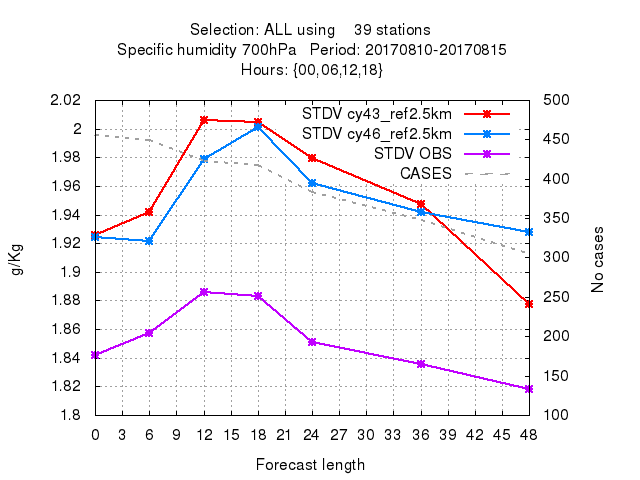 Selection: ALL using 39 stations
Specific humidity 700hPa Period: 20170810-20170815
Hours: {00,06,12,18}
2.02
2
1.98
1.96
1.94
1.92
1.9
1.88
1.86
1.84
1.82
1.8
g/Kg
STDV cy43_ref2.5km
STDV cy46_ref2.5km
STDV OBS
CASES
500
450
400
350
300
250
200
150
100
No cases
0 3 6 9 12 15 18 21 24 27 30 33 36 39 42 45 48
Forecast length